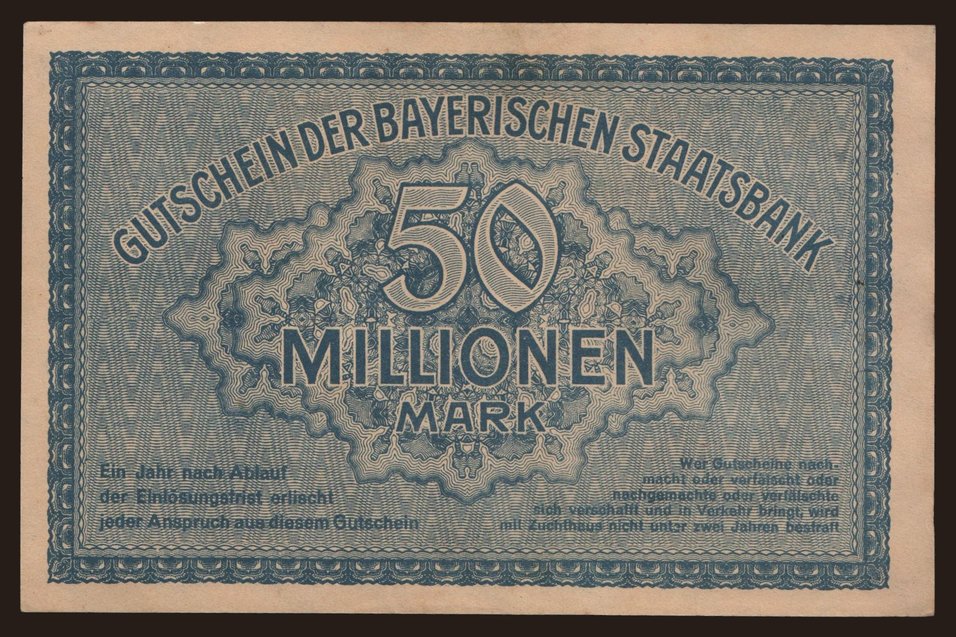 GUTSCHEIN DER BAYERISCHEN STAATSBANK
50
MILLIONEN
MARK
Ein Jahr nach Ablauf
der Einlösungsfrist erlischt
jeder Anspruch aus diesem Gutschein
Wer Gutscheine nach-
macht oder verfälscht oder
nachgemachte oder verfälschte
sich verschafft und in Verkehr bringt, wird
mit Zuchthaus nicht unter zwei Jahren bestraft